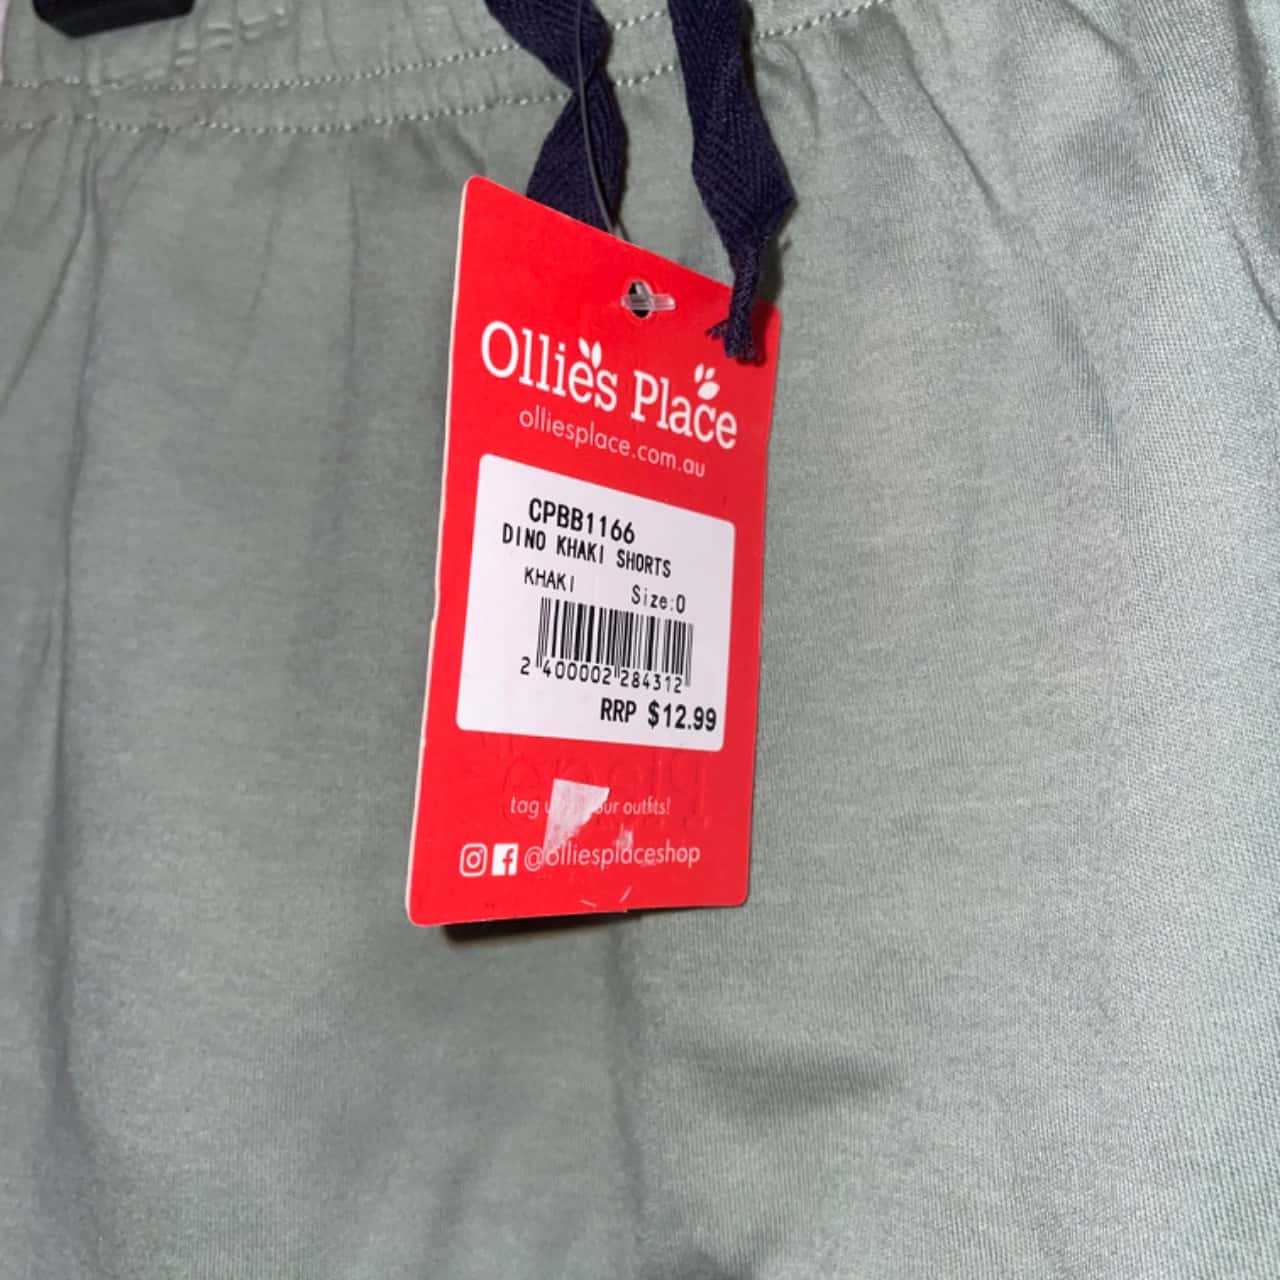 Ollie's Place
olliesplace.com.au
CPBB1166
DINO KHAKI SHORTS
KHAKI Size:0
2 400002 284312
RRP $12.99
tag outfits!
@olliesplaceshop